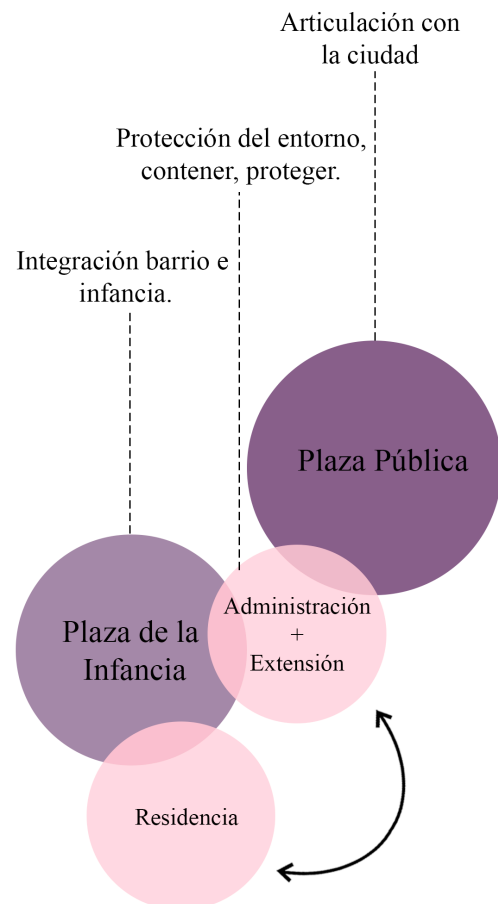 Articulación con
la ciudad
Protección del entorno,
contener, proteger.
Integración barrio e
infancia.
Plaza Pública
Administración
+
Extensión
Plaza de la
Infancia
Residencia